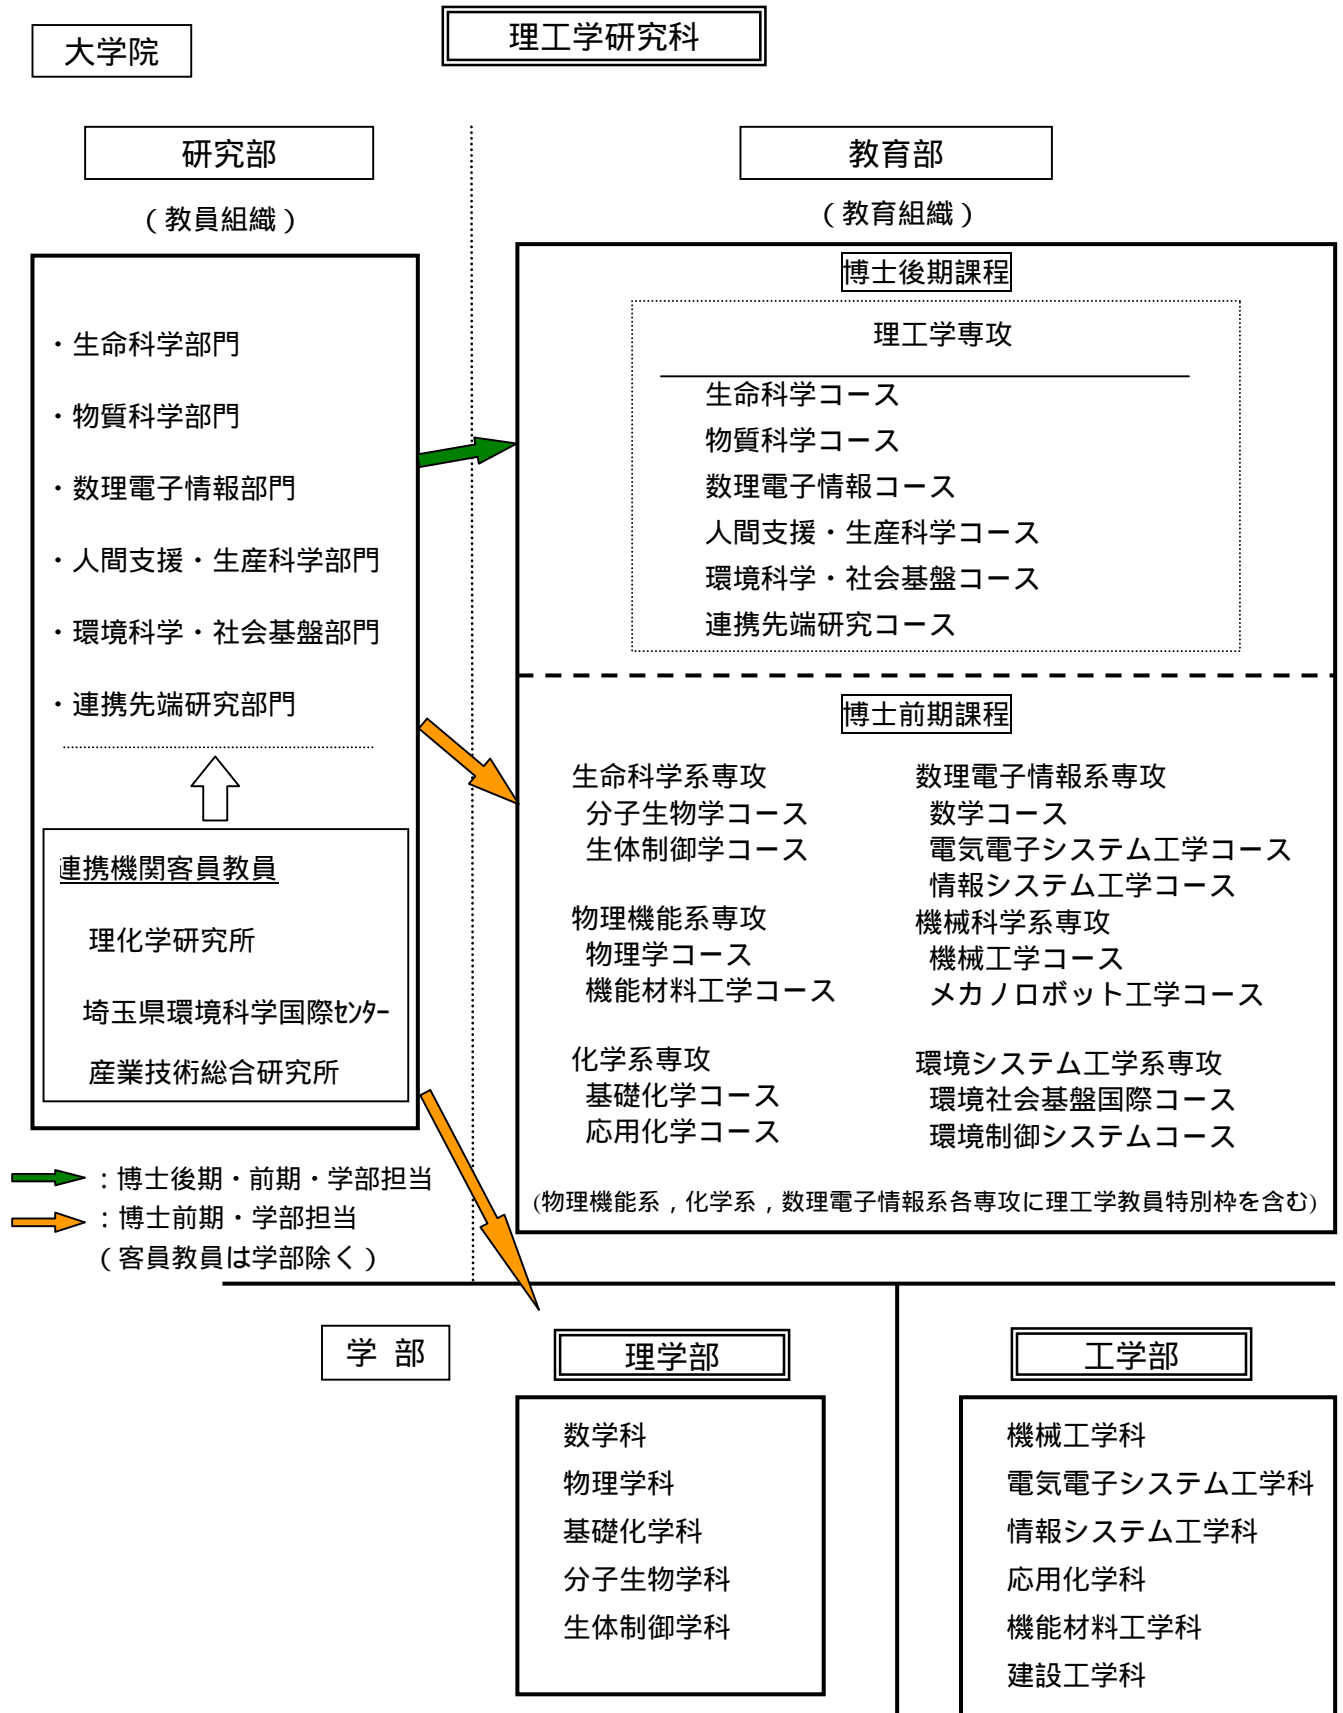 大学院
理工学研究科
研究部
(教員組織)
・生命科学部門
・物質科学部門
・数理電子情報部門
・人間支援・生産科学部門
・環境科学・社会基盤部門
・連携先端研究部門
連携機関客員教員
理化学研究所
埼玉県環境科学国際ｾﾝﾀｰ
産業技術総合研究所
:博士後期・前期・学部担当
:博士前期・学部担当
(客員教員は学部除く)
教育部
(教育組織)
博士後期課程
理工学専攻
生命科学コース
物質科学コース
数理電子情報コース
人間支援・生産科学コース
環境科学・社会基盤コース
連携先端研究コース
博士前期課程
生命科学系専攻
分子生物学コース
生体制御学コース
物理機能系専攻
物理学コース
機能材料工学コース
化学系専攻
基礎化学コース
応用化学コース
数理電子情報系専攻
数学コース
電気電子システム工学コース
情報システム工学コース
機械科学系専攻
機械工学コース
メカノロボット工学コース
環境システム工学系専攻
環境社会基盤国際コース
環境制御システムコース
(物理機能系,化学系,数理電子情報系各専攻に理工学教員特別枠を含む)
学 部
理学部
数学科
物理学科
基礎化学科
分子生物学科
生体制御学科
工学部
機械工学科
電気電子システム工学科
情報システム工学科
応用化学科
機能材料工学科
建設工学科